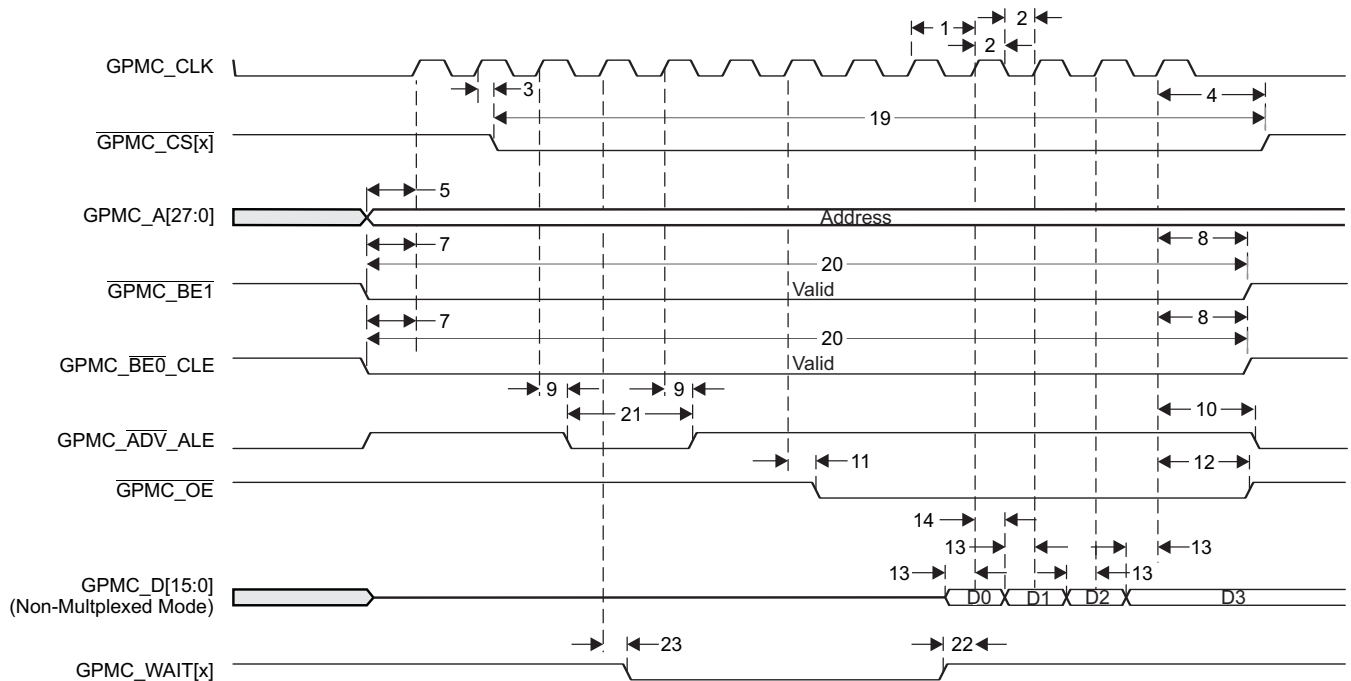 1
2
2
GPMC_CLK
3
4
19
GPMC_CS[x]
5
GPMC_A[27:0]
Address
7
8
20
GPMC_BE1
Valid
7
8
20
GPMC_BE0_CLE
Valid
9
9
21
10
GPMC_ADV_ALE
11
12
GPMC_OE
14
13
13
13
13
GPMC_D[15:0]
(Non-Multplexed Mode)
D0
D1
D2
D3
23
22
GPMC_WAIT[x]